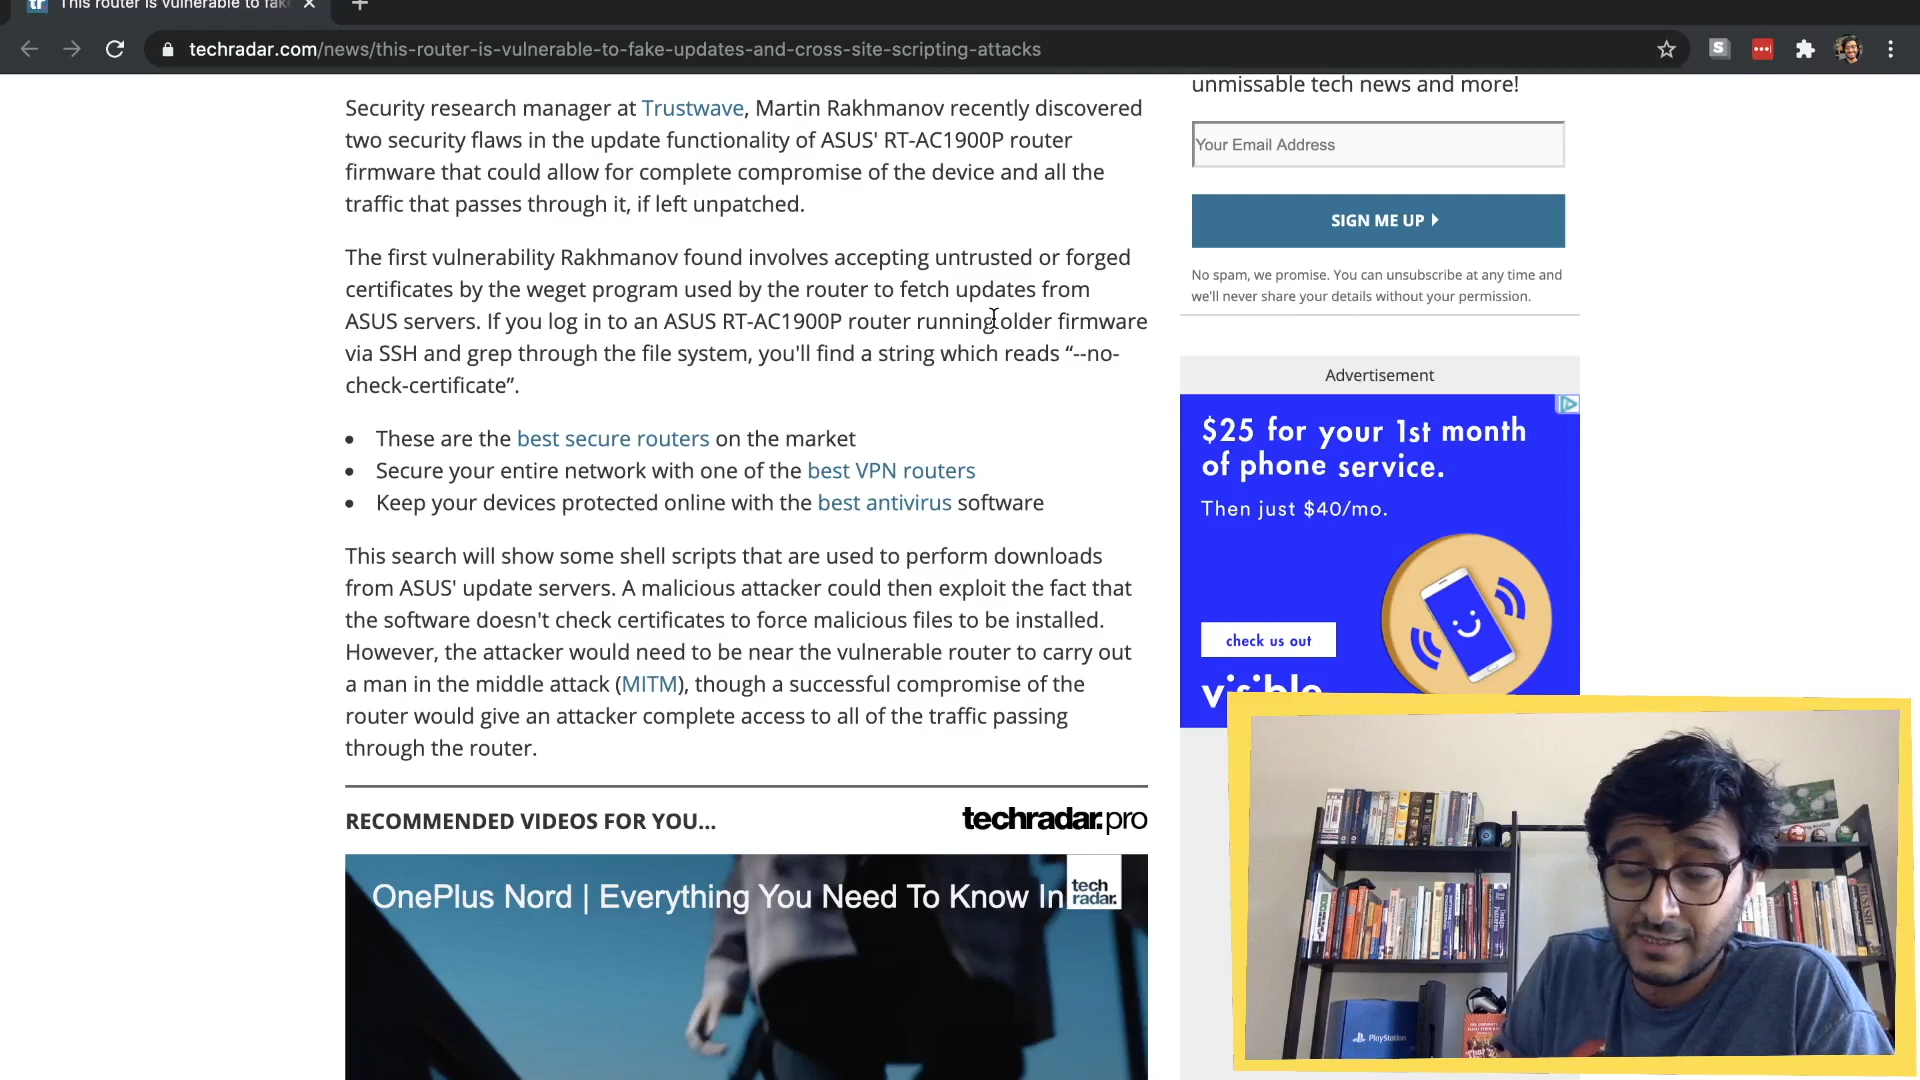 tr This router is vulnerable to fak
techradar.com/news/this-router-is-vulnerable-to-fake-updates-and-cross-site-scripting-attacks
S
Security research manager at Trustwave, Martin Rakhmanov recently discovered
two security flaws in the update functionality of ASUS' RT-AC1900P router
firmware that could allow for complete compromise of the device and all the
traffic that passes through it, if left unpatched.
The first vulnerability Rakhmanov found involves accepting untrusted or forged
certificates by the weget program used by the router to fetch updates from
ASUS servers. If you log in to an ASUS RT-AC1900P router running older firmware
via SSH and grep through the file system, you'll find a string which reads “--no-
check-certificate”.
• These are the best secure routers on the market
• Secure your entire network with one of the best VPN routers
• Keep your devices protected online with the best antivirus software
This search will show some shell scripts that are used to perform downloads
from ASUS' update servers. A malicious attacker could then exploit the fact that
the software doesn't check certificates to force malicious files to be installed.
However, the attacker would need to be near the vulnerable router to carry out
a man in the middle attack (MITM), though a successful compromise of the
router would give an attacker complete access to all of the traffic passing
through the router.
RECOMMENDED VIDEOS FOR YOU...
techradar.pro
OnePlus Nord | Everything You Need To Know In
tech
radar.
unmissable tech news and more!
Your Email Address
SIGN ME UP
No spam, we promise. You can unsubscribe at any time and
we'll never share your details without your permission.
Advertisement
$25 for your 1st month
of phone service.
Then just $40/mo.
check us out
visible
PlayStation